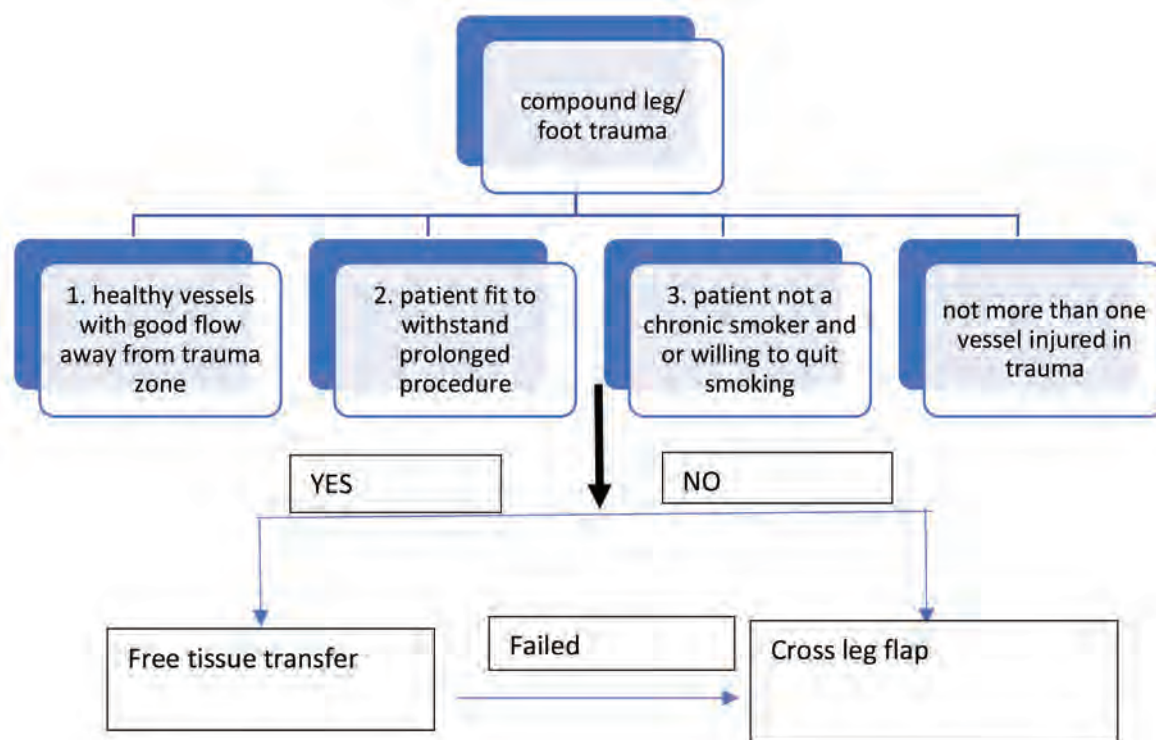 compound leg/
foot trauma
1. healthy vessels
with good flow
away from trauma
zone
2. patient fit to
withstand
prolonged
procedure
3. patient not a
chronic smoker and
or willing to quit
smoking
not more than one
vessel injured in
trauma
YES
NO
Free tissue transfer
Failed
Cross leg flap